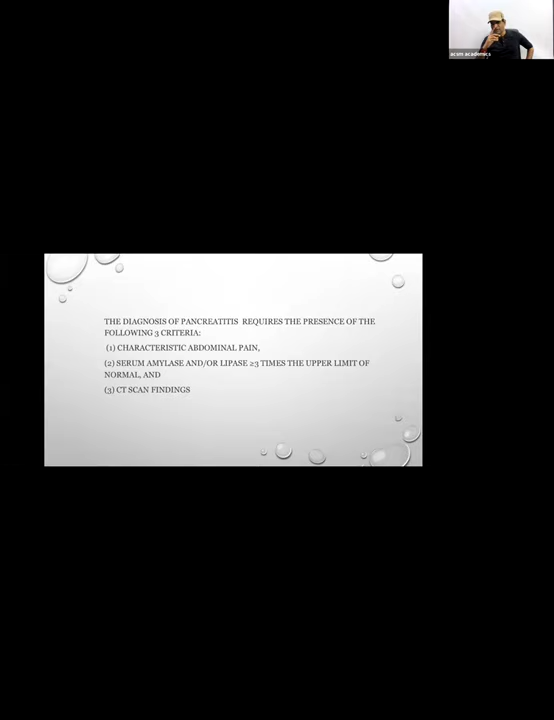 acsm academics
THE DIAGNOSIS OF PANCREATITIS REQUIRES THE PRESENCE OF THE
FOLLOWING 3 CRITERIA:
(1) CHARACTERISTIC ABDOMINAL PAIN,
(2) SERUM AMYLASE AND/OR LIPASE ≥3 TIMES THE UPPER LIMIT OF
NORMAL, AND
(3) CT SCAN FINDINGS